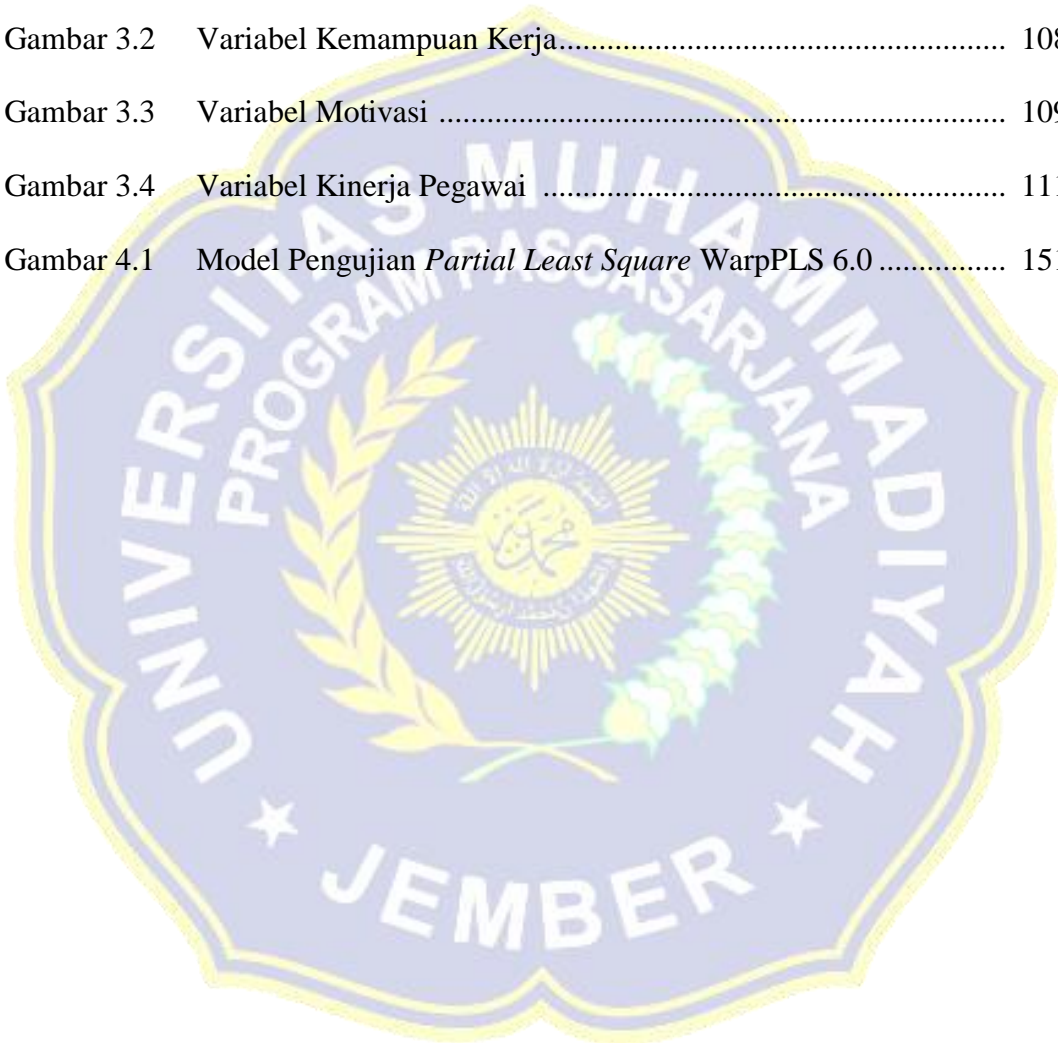 Gambar 3.2 Variabel Kemampuan Kerja.......................................................................... 108
Gambar 3.3 Variabel Motivasi ............................................................................................. 109
Gambar 3.4 Variabel Kinerja Pegawai ............................................................................ 111
Gambar 4.1 Model Pengujian Partial Least Square WarpPLS 6.0 ............... 151
UNIVERSITAS MUHAMMADIYAH
PROGRAM PASCASARJANA
محمد
★ JEMBER ★